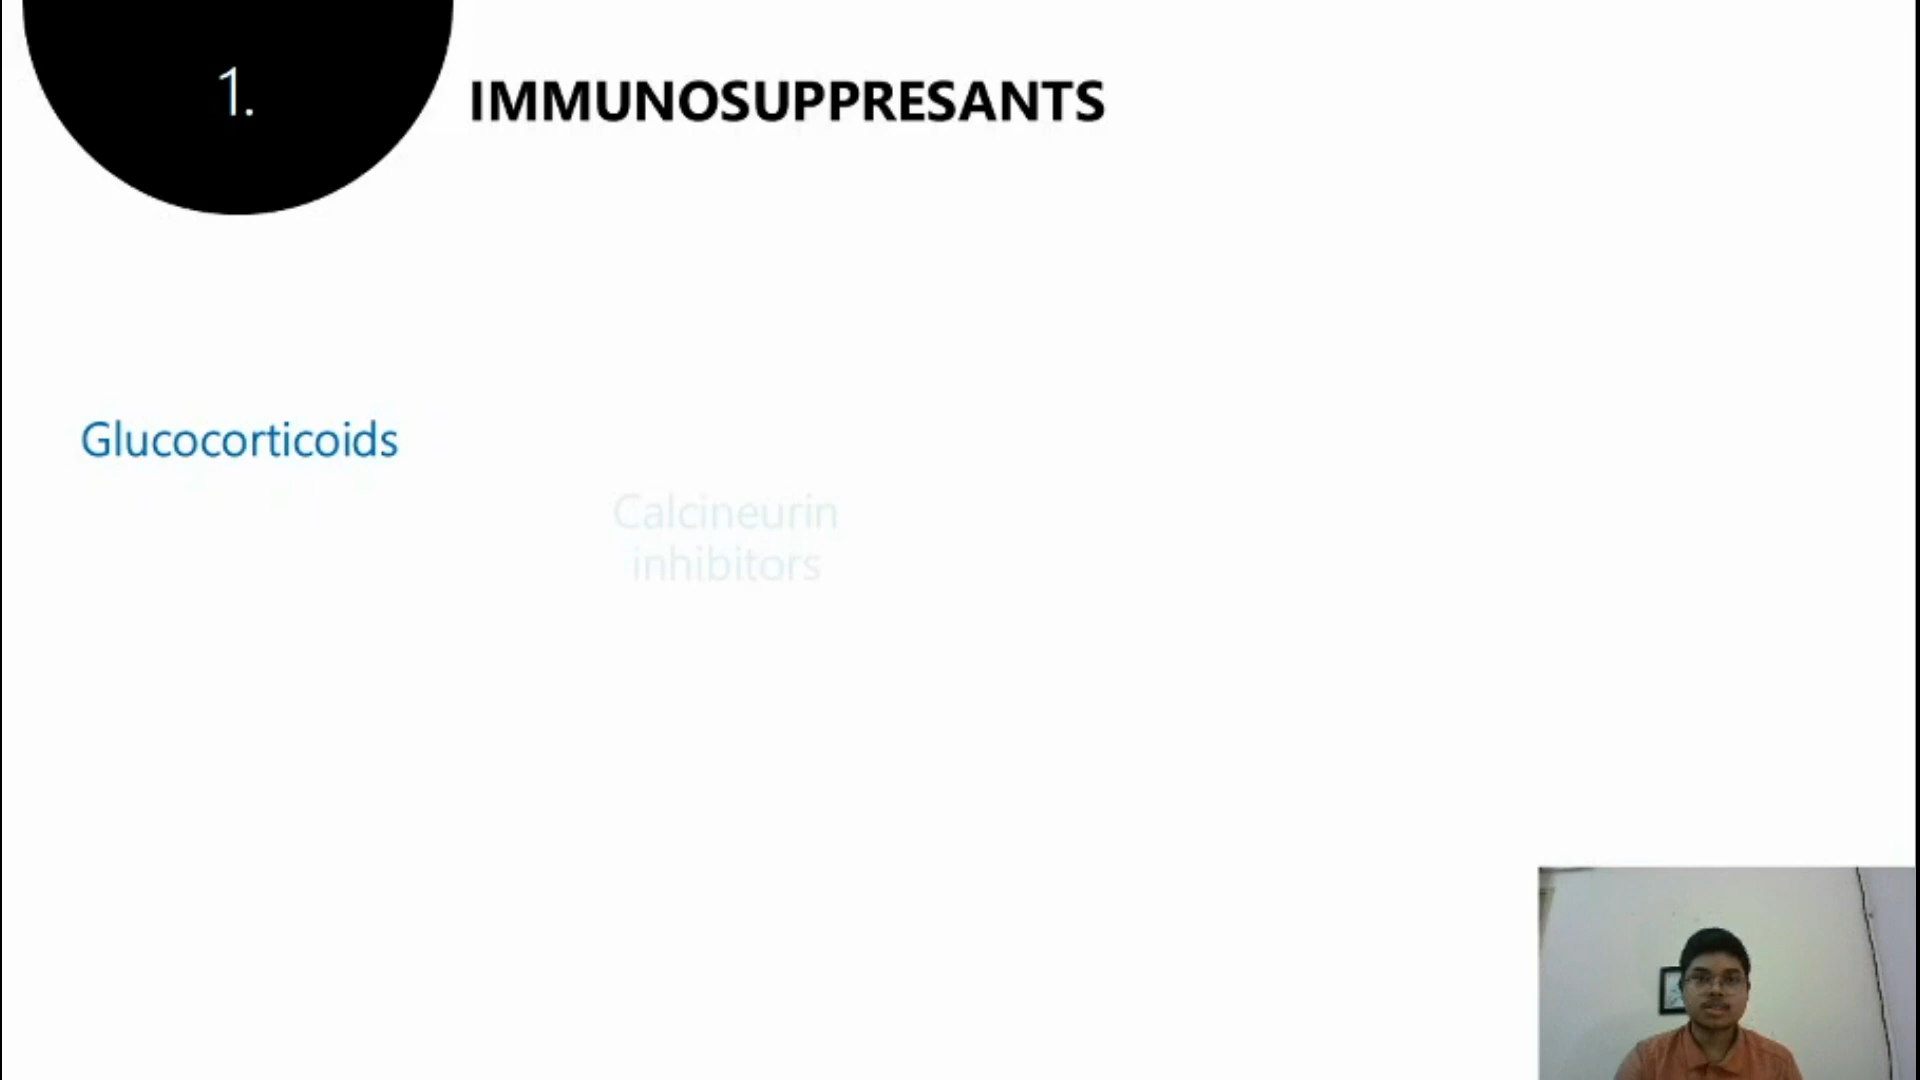 1.
IMMUNOSUPPRESANTS
Glucocorticoids
Calcineurin
inhibitors